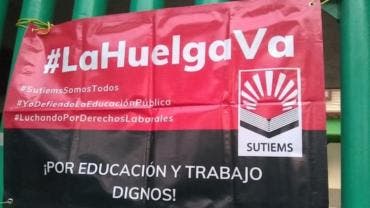 #LaHuelgaVa
#SutiemsSomosTodos
#YoDefiendoLaEducaciónPública
#LuchandoPorDerechosLaborales
SUTIEMS
¡POR EDUCACIÓN Y TRABAJO
DIGNOS!